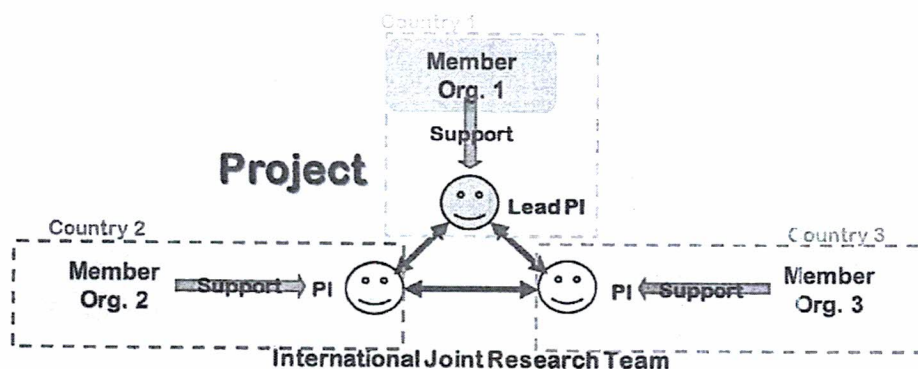 Country 1
Member
Org. 1
Support
Project
Lead PI
Country 2
Country 3
Member
Org. 2
Support
PI
PI
Support
Member
Org. 3
International Joint Research Team